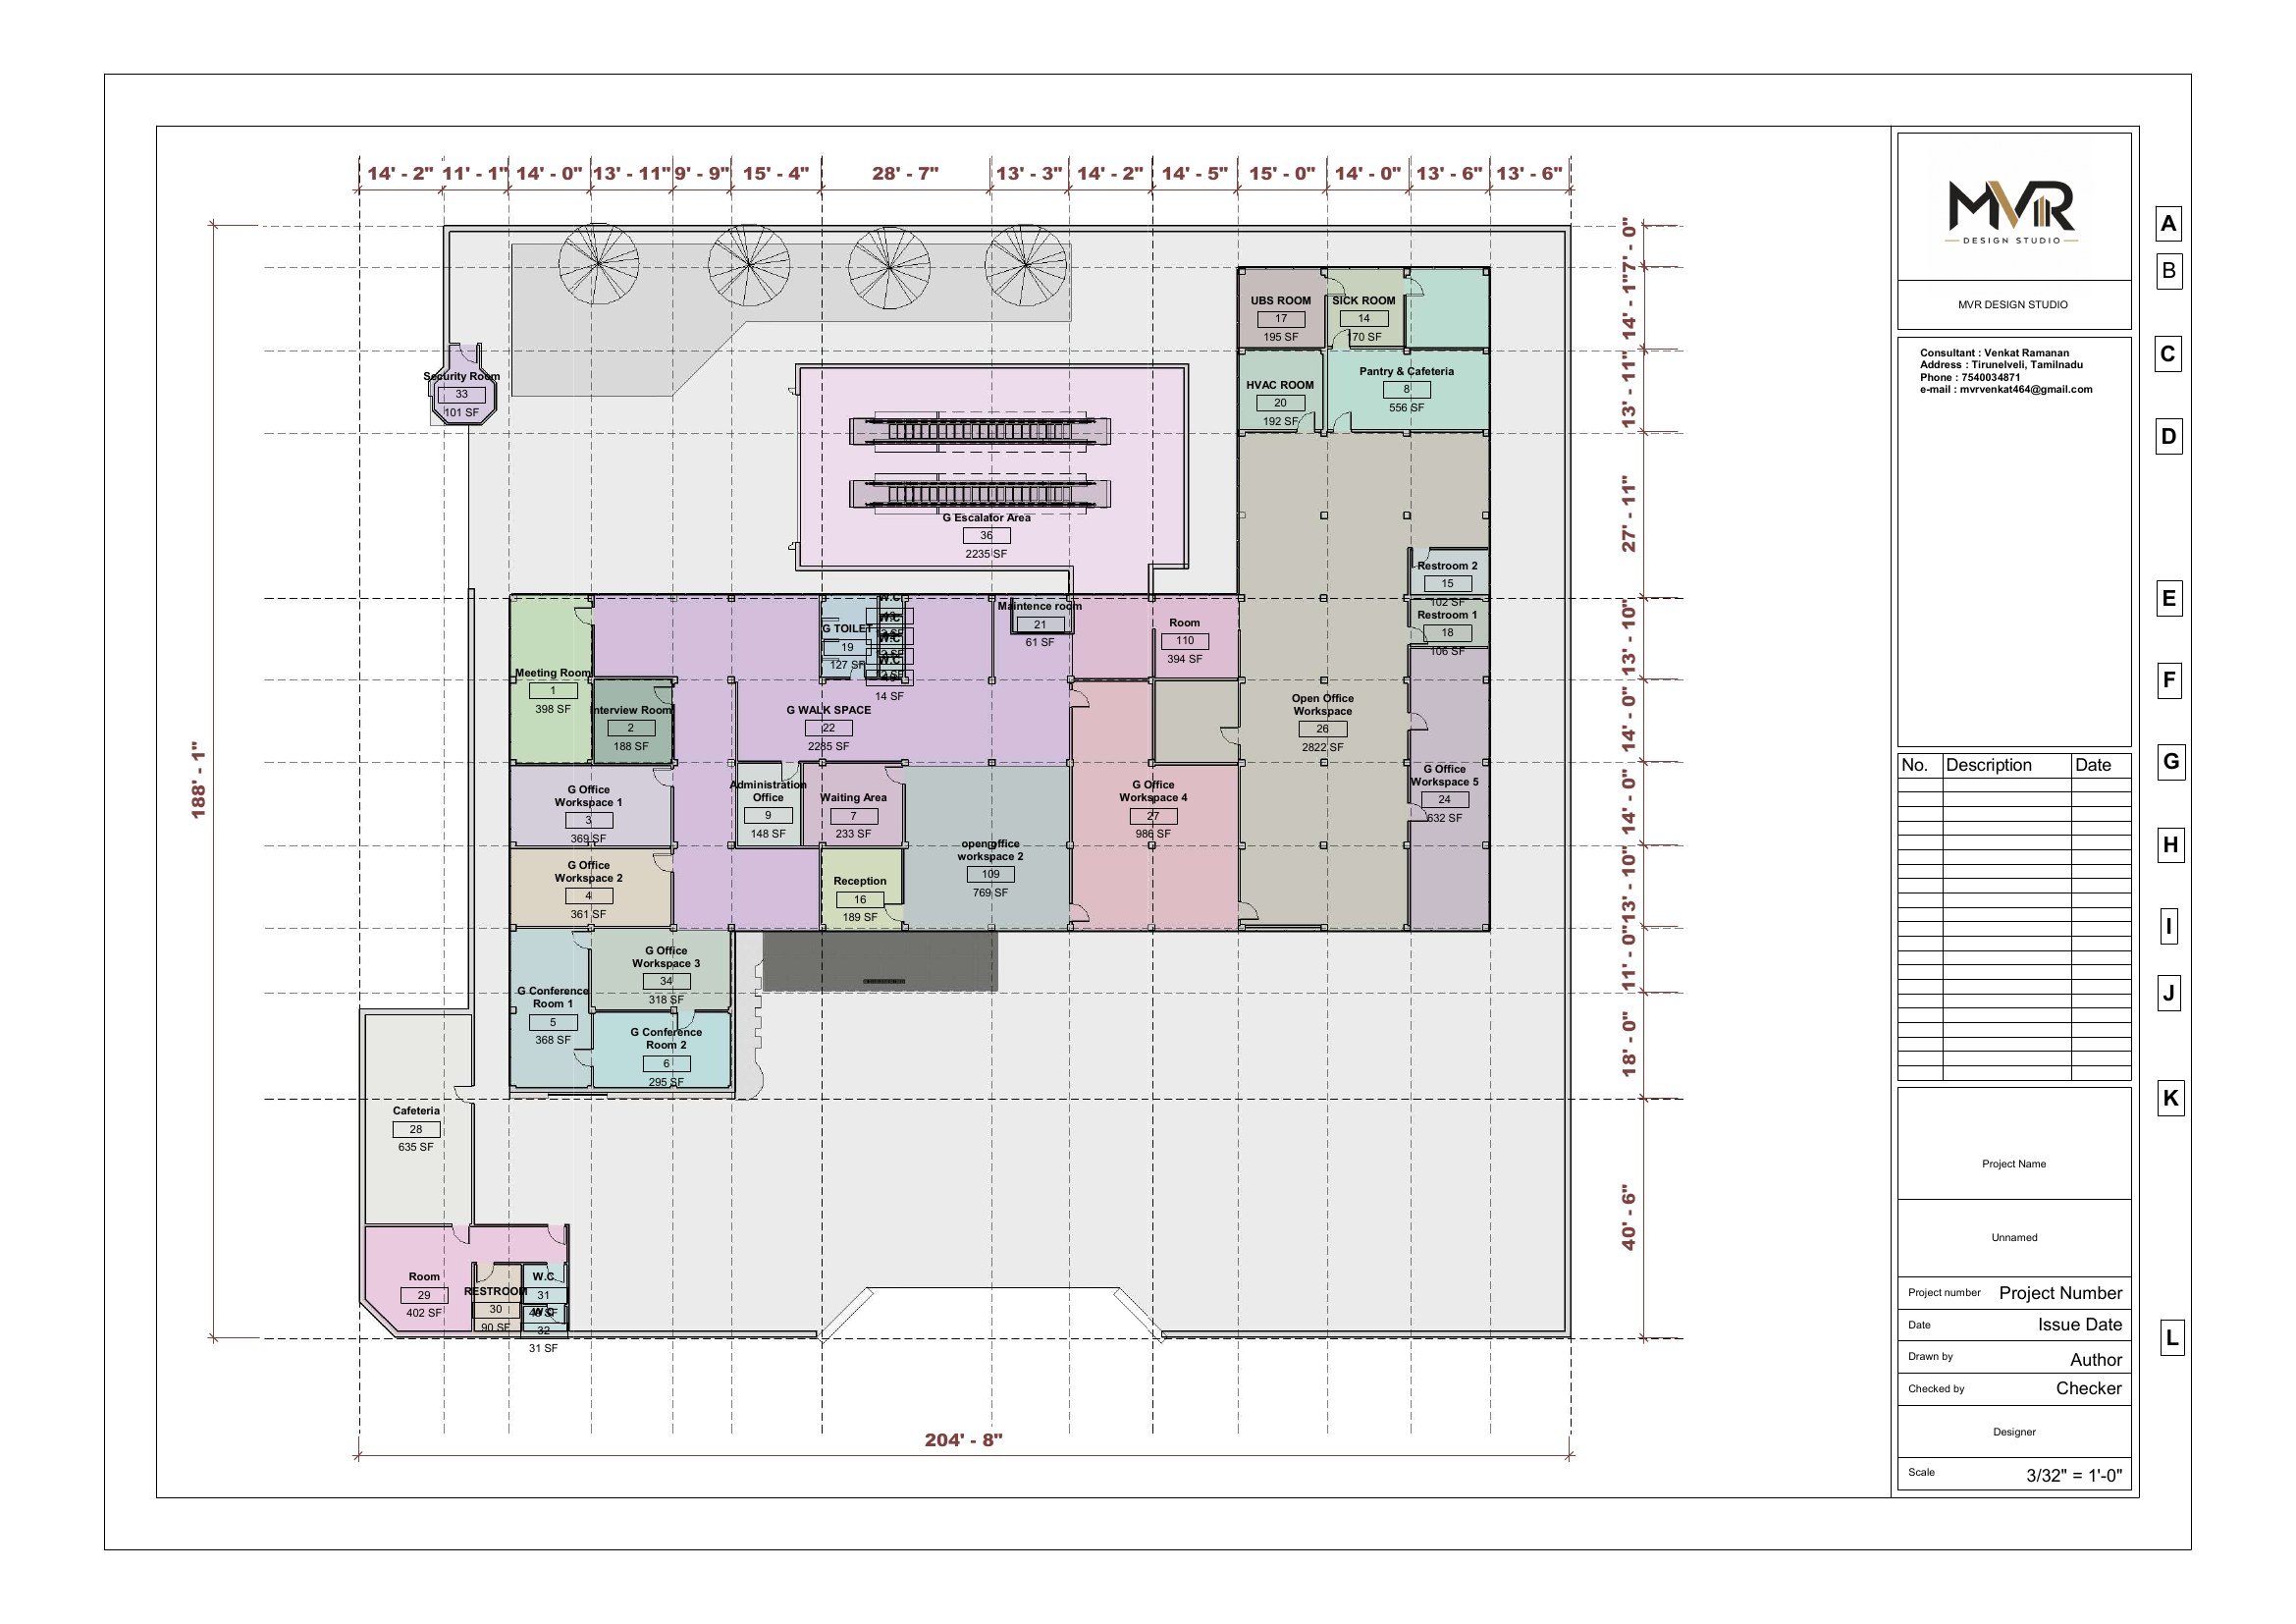 14' - 2" 11' - 1" 14' - 0" 13' - 11" 9' - 9" 15' - 4" 28' - 7" 13' - 3" 14' - 2" 14' - 5" 15' - 0" 14' - 0" 13' - 6" 13' - 6"
7' - 0"
14' - 1"
13' - 11"
27' - 11"
13' - 10"
14' - 0"
14' - 0"
13' - 10"
11' - 0"
18' - 0"
40' - 6"
188' - 1"
204' - 8"
UBS ROOM
17
195 SF
SICK ROOM
14
170 SF
HVAC ROOM
20
192 SF
Pantry & Cafeteria
8
556 SF
Security Room
33
101 SF
G Escalator Area
36
2235 SF
Restroom 2
15
102 SF
Restroom 1
18
106 SF
Meeting Room
1
398 SF
Interview Room
2
188 SF
G TOILET
19
127 SF
W.C
W.C
W.C
W.C
14 SF
Maintence room
21
61 SF
Room
110
394 SF
G WALK SPACE
22
2285 SF
Open Office
Workspace
26
2822 SF
G Office
Workspace 1
3
369 SF
Administration
Office
9
148 SF
Waiting Area
7
233 SF
G Office
Workspace 4
27
986 SF
G Office
Workspace 5
24
632 SF
G Office
Workspace 2
4
361 SF
Reception
16
189 SF
open office
workspace 2
109
769 SF
G Office
Workspace 3
34
318 SF
G Conference
Room 1
5
368 SF
G Conference
Room 2
6
295 SF
Cafeteria
28
635 SF
Room
29
402 SF
RESTROOM
30
90 SF
W.C
31
W.C
32
31 SF
MVR
DESIGN STUDIO
MVR DESIGN STUDIO
Consultant : Venkat Ramanan
Address : Tirunelveli, Tamilnadu
Phone : 7540034871
e-mail : mvrvenkat464@gmail.com
No. Description Date
Project Name
Unnamed
Project number Project Number
Date Issue Date
Drawn by Author
Checked by Checker
Designer
Scale 3/32" = 1'-0"
A
B
C
D
E
F
G
H
I
J
K
L